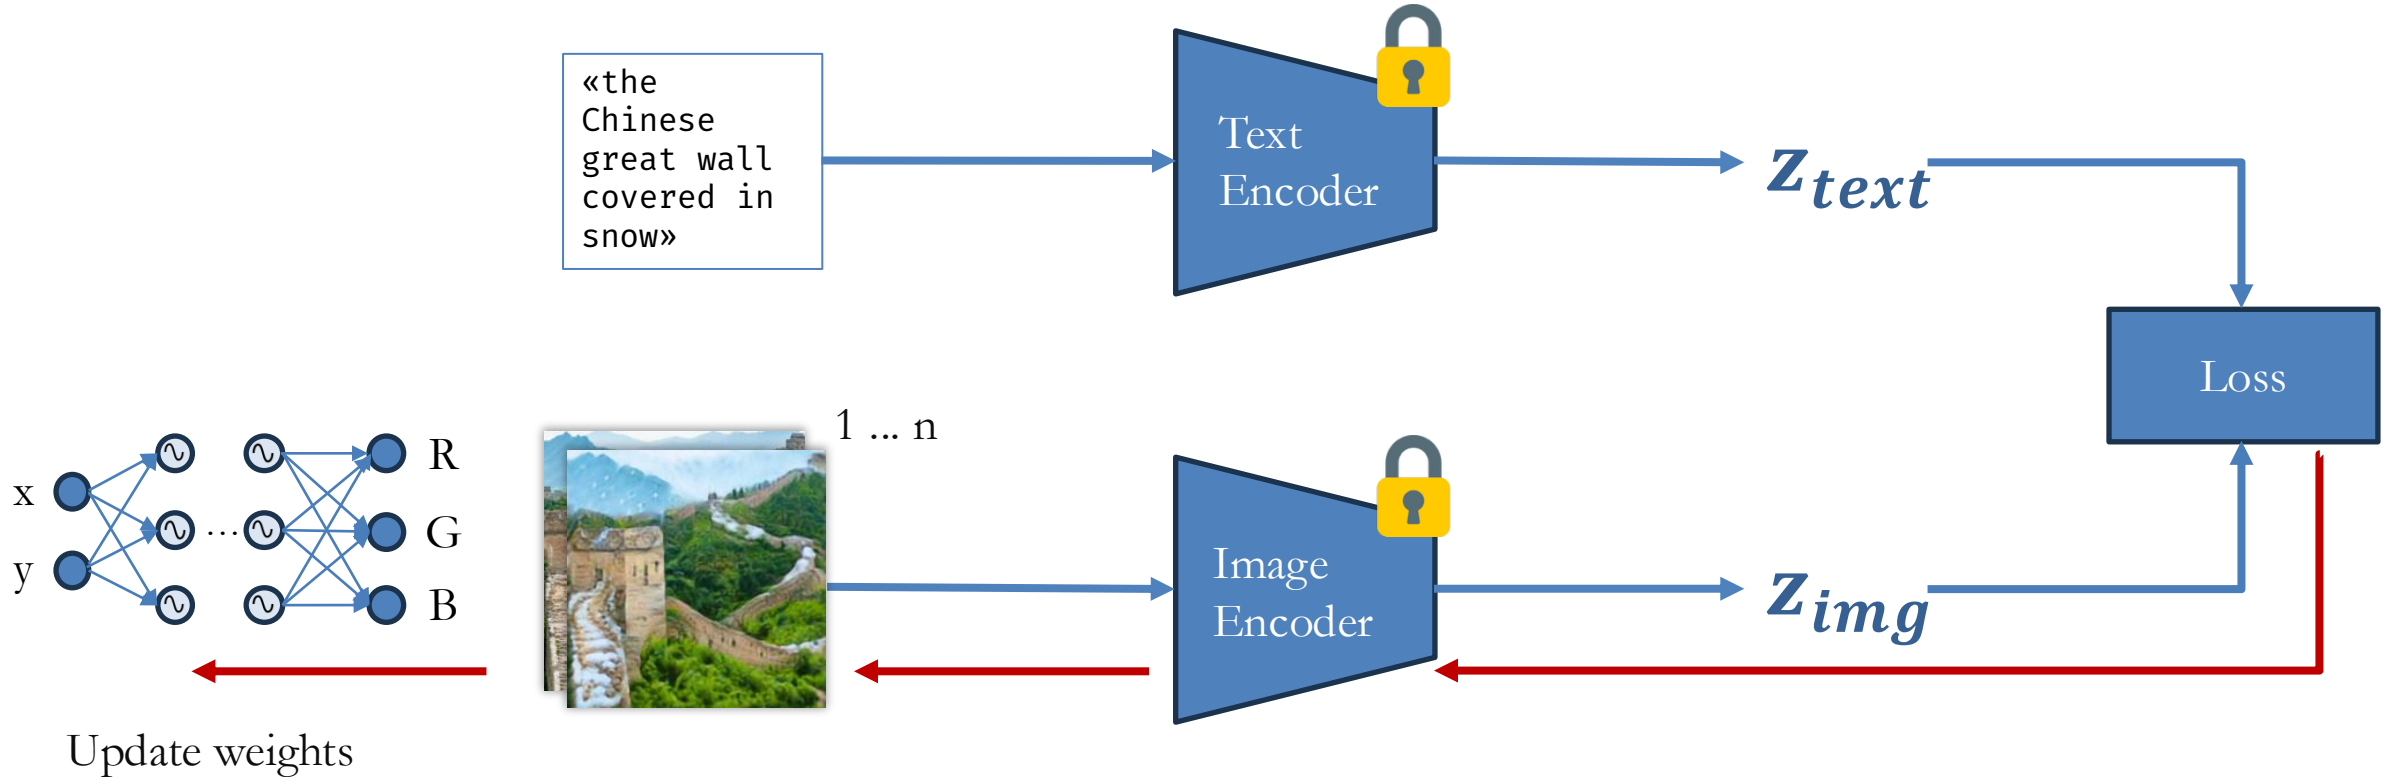 «the
Chinese
great wall
covered in
snow»
Text
Encoder
z_text
Loss
1 ... n
x
y
...
R
G
B
Image
Encoder
z_img
Update weights